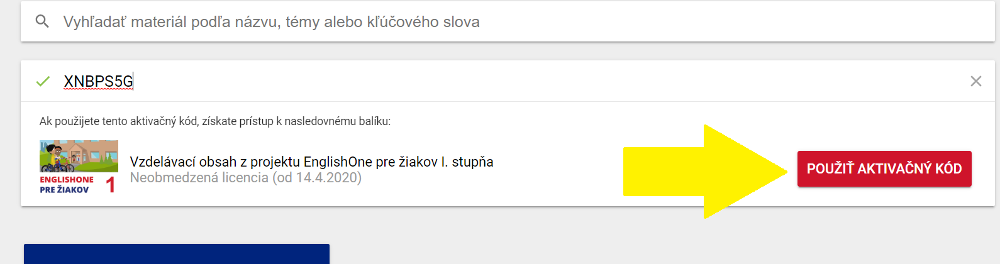 Vyhľadať materiál podľa názvu, témy alebo kľúčového slova
XNBPS5G
Ak použijete tento aktivačný kód, získate prístup k nasledovnému balíku:
Vzdelávací obsah z projektu EnglishOne pre žiakov I. stupňa
Neobmedzená licencia (od 14.4.2020)
ENGLISHONE
PRE ŽIAKOV 1
POUŽIŤ AKTIVAČNÝ KÓD